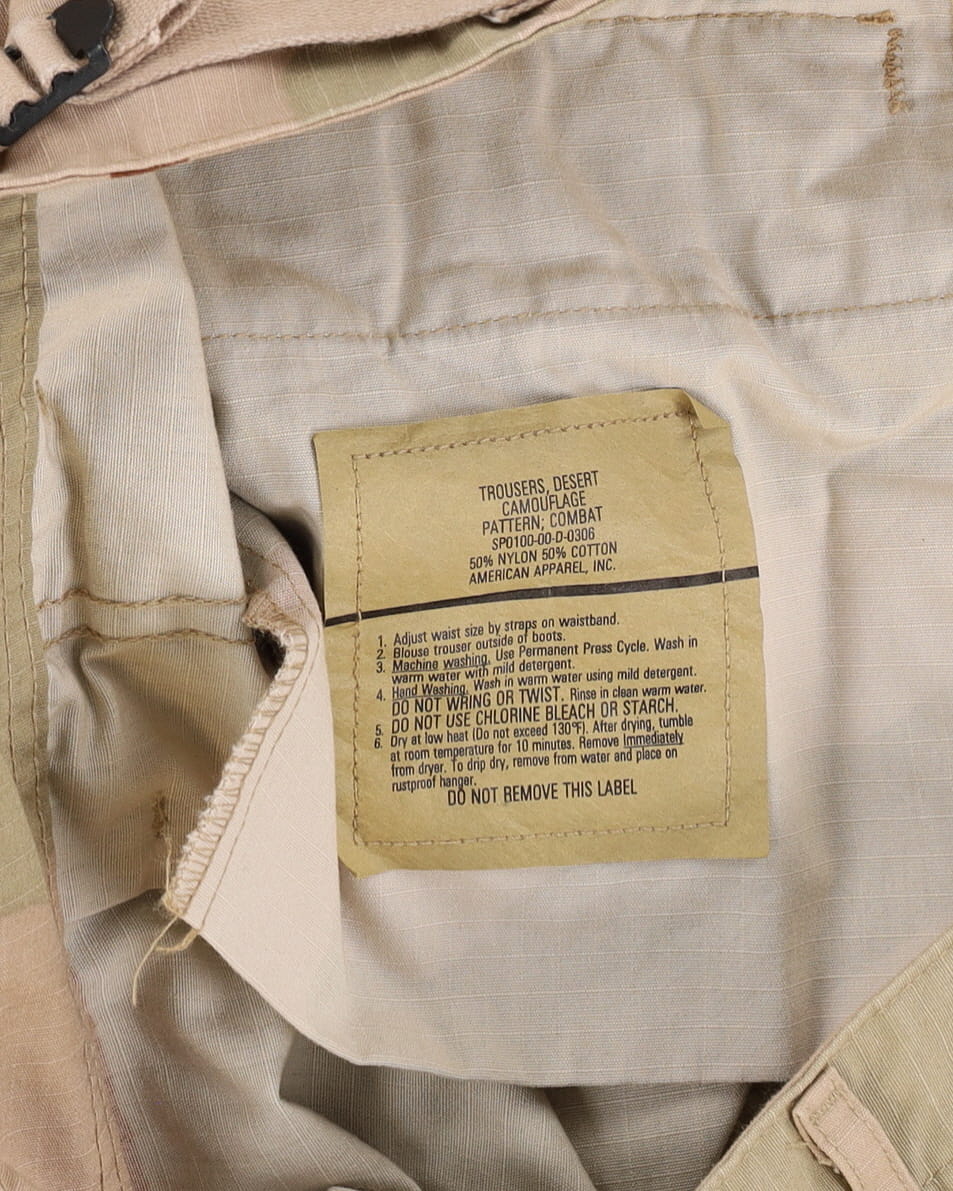 TROUSERS, DESERT
CAMOUFLAGE
PATTERN; COMBAT
SP0100-00-D-0306
50% NYLON 50% COTTON
AMERICAN APPAREL, INC.
1. Adjust waist size by straps on waistband.
2. Blouse trouser outside of boots.
3. Machine washing. Use Permanent Press Cycle. Wash in
warm water with mild detergent.
4. Hand Washing. Wash in warm water using mild detergent.
DO NOT WRING OR TWIST. Rinse in clean warm water.
5. DO NOT USE CHLORINE BLEACH OR STARCH.
6. Dry at low heat (Do not exceed 130°F). After drying, tumble
at room temperature for 10 minutes. Remove Immediately
from dryer. To drip dry, remove from water and place on
rustproof hanger.
DO NOT REMOVE THIS LABEL